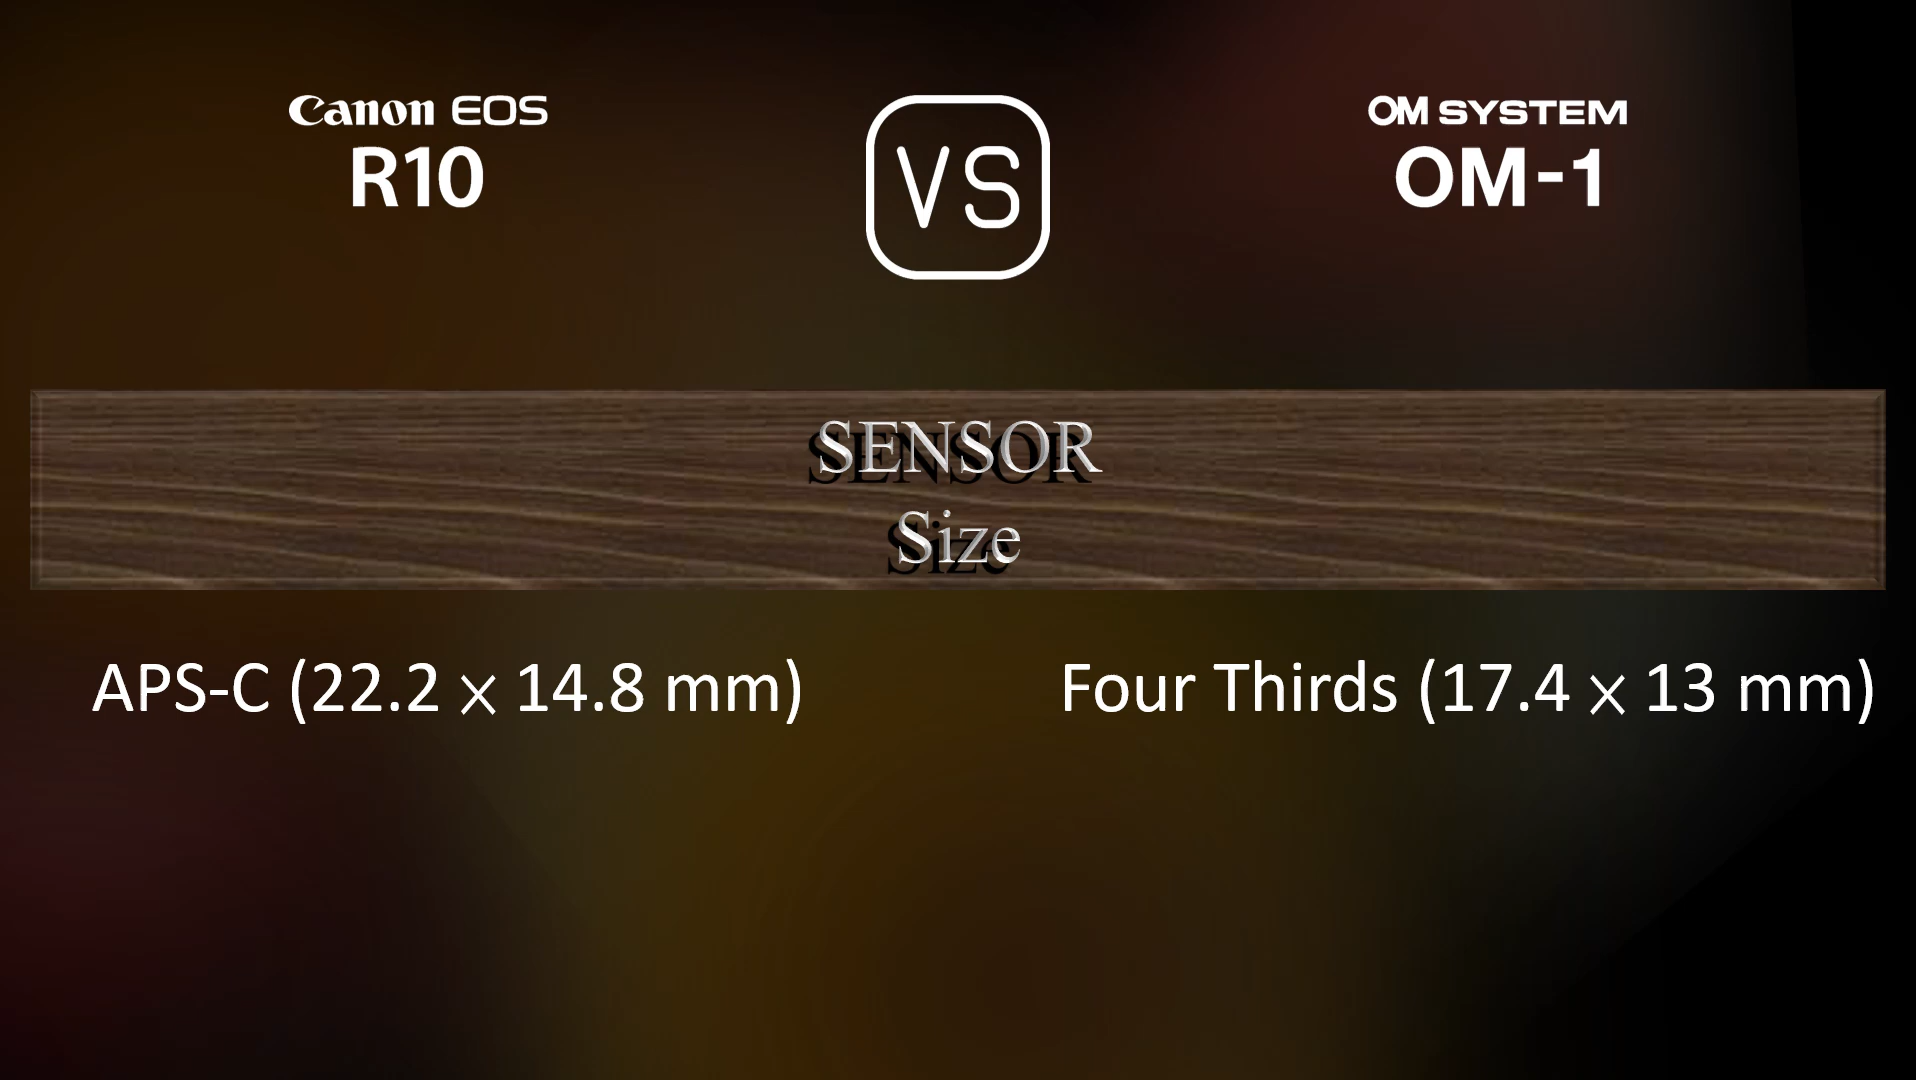 Canon EOS
R10
VS
OM SYSTEM
OM-1
SENSOR
Size
APS-C (22.2 x 14.8 mm)
Four Thirds (17.4 x 13 mm)